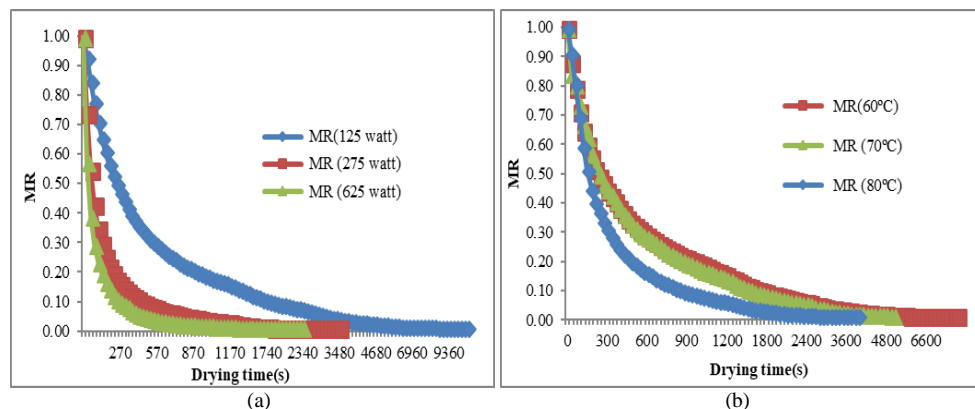 1.00
0.90
0.80
0.70
0.60
0.50
0.40
0.30
0.20
0.10
0.00
MR
MR(125 watt)
MR (275 watt)
MR (625 watt)
270 570 870 1170 1740 2340 3480 4680 6960 9160
Drying time(s)
(a)
1.00
0.90
0.80
0.70
0.60
0.50
0.40
0.30
0.20
0.10
0.00
MR
MR(60ºC)
MR (70ºC)
MR (80ºC)
0 300 600 900 1200 1800 2400 3600 4800 6600
Drying time(s)
(b)